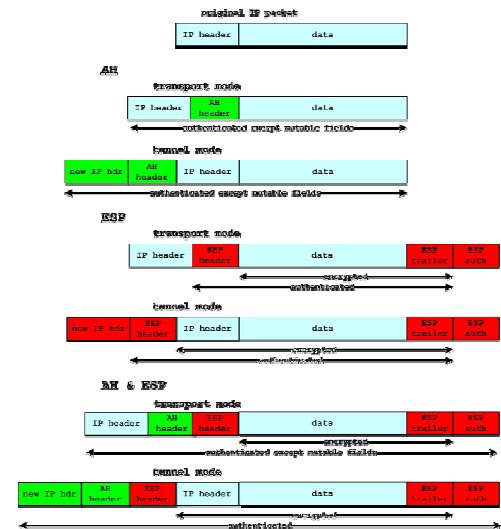 original IP packet
IP header data
AH
transport mode
IP header AH header data
authenticated except mutable fields
tunnel mode
new IP hdr AH header IP header data
authenticated except mutable fields
ESP
transport mode
IP header ESP header data ESP trailer ESP auth
encrypted
authenticated
tunnel mode
new IP hdr ESP header IP header data ESP trailer ESP auth
encrypted
authenticated
AH & ESP
transport mode
IP header AH header ESP header data ESP trailer ESP auth
encrypted
authenticated except mutable fields
tunnel mode
new IP hdr AH header ESP header IP header data ESP trailer ESP auth
encrypted
authenticated